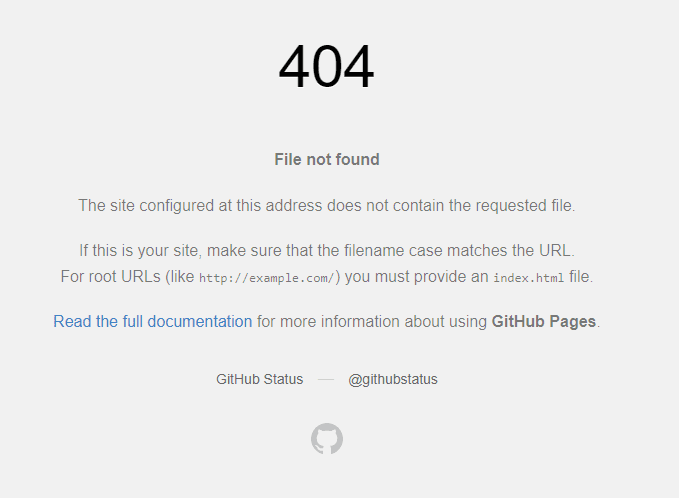 404
File not found
The site configured at this address does not contain the requested file.
If this is your site, make sure that the filename case matches the URL.
For root URLs (like http://example.com/) you must provide an index.html file.
Read the full documentation for more information about using GitHub Pages.
GitHub Status — @githubstatus